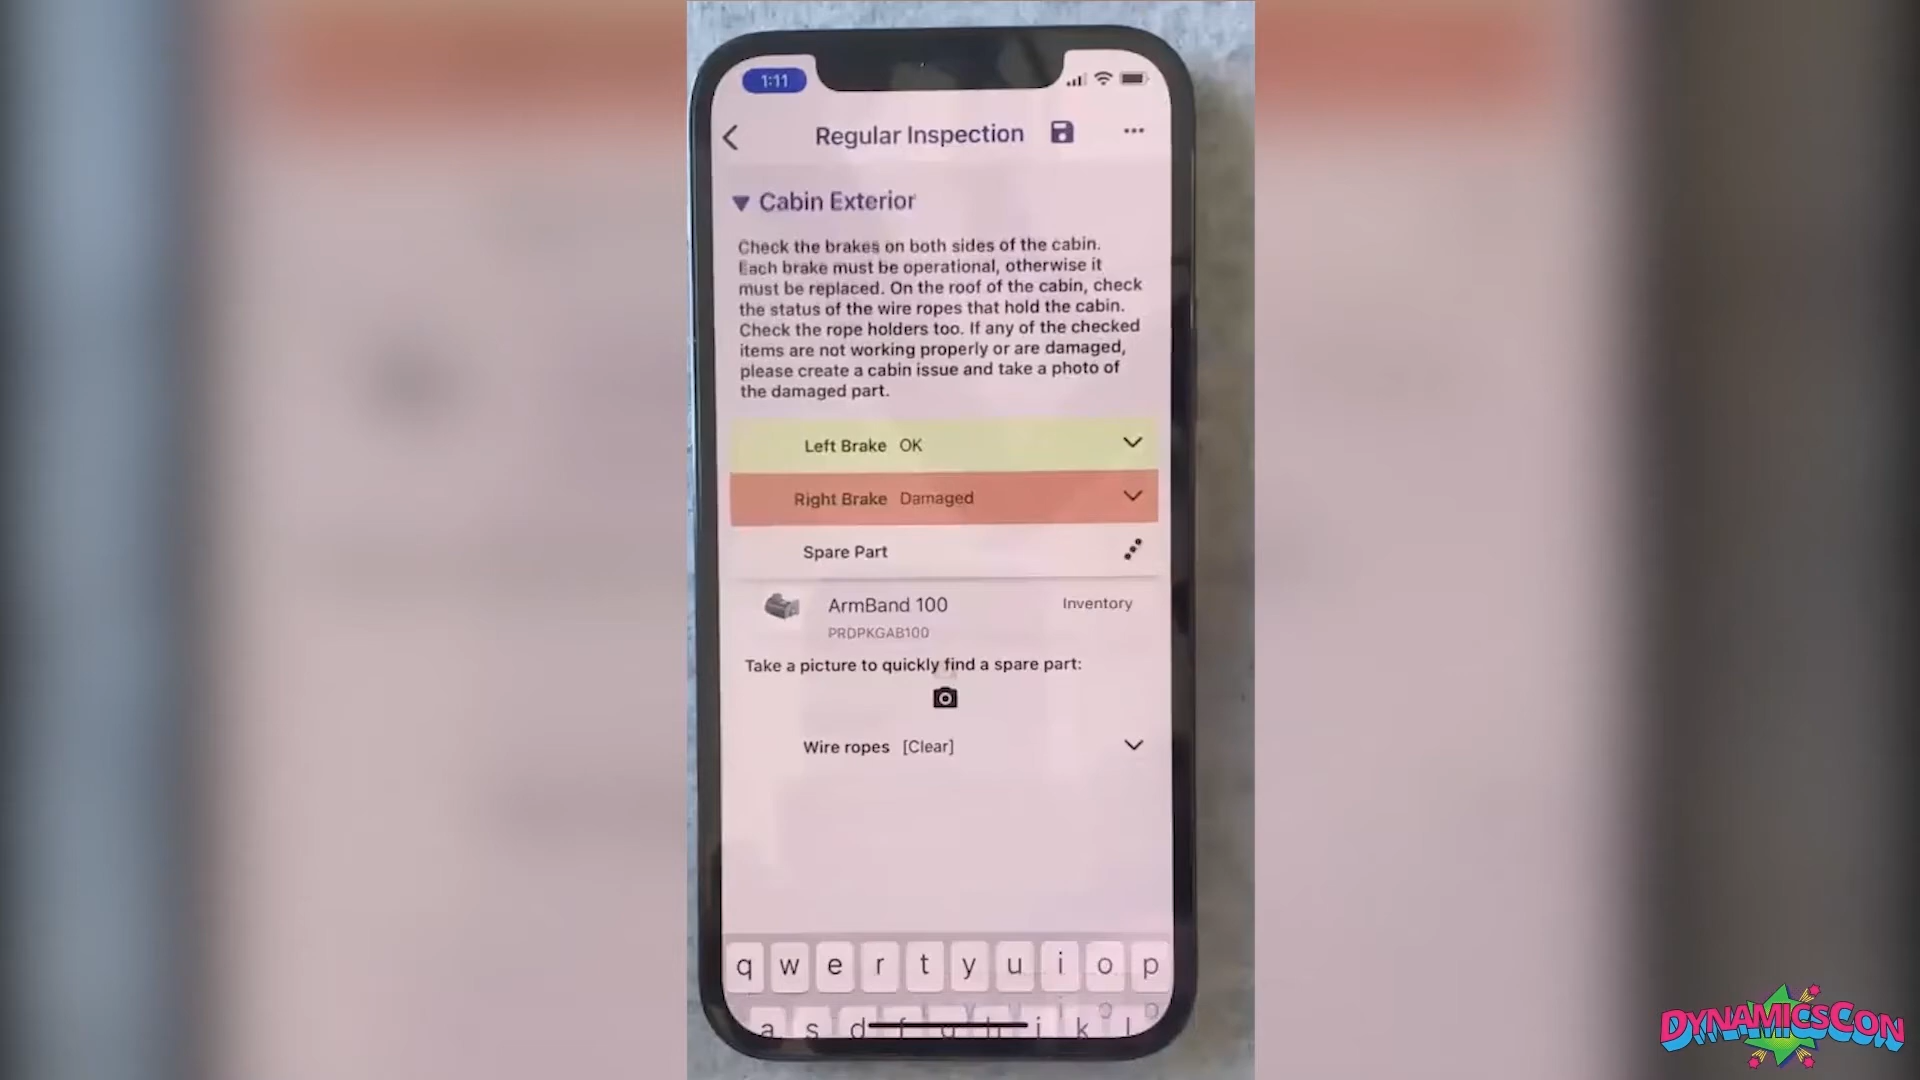 1:11
Regular Inspection
Cabin Exterior
Check the brakes on both sides of the cabin.
Each brake must be operational, otherwise it
must be replaced. On the roof of the cabin, check
the status of the wire ropes that hold the cabin.
Check the rope holders too. If any of the checked
items are not working properly or are damaged,
please create a cabin issue and take a photo of
the damaged part.
Left Brake OK
Right Brake Damaged
Spare Part
ArmBand 100 Inventory
PRDPKGAB100
Take a picture to quickly find a spare part:
Wire ropes [Clear]
q w e r t y u i o p
a s d f g h j k l
DYNAMICSCON